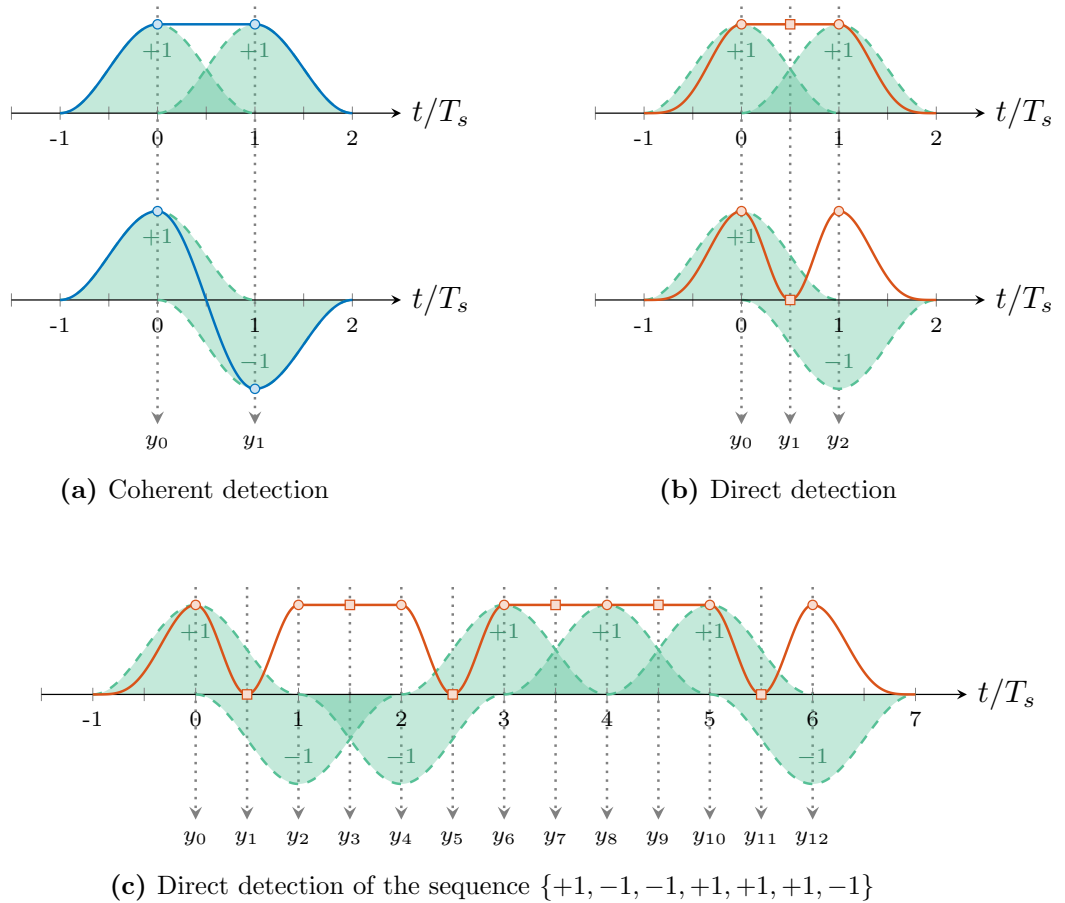 +1 +1
t/T_s
-1 0 1 2
+1
t/T_s
-1 0 1 2
−1
y_0 y_1
(a) Coherent detection
+1 +1
t/T_s
-1 0 1 2
+1
t/T_s
-1 0 1 2
−1
y_0 y_1 y_2
(b) Direct detection
+1 +1 +1 +1
t/T_s
-1 0 1 2 3 4 5 6 7
−1 −1 −1
y_0 y_1 y_2 y_3 y_4 y_5 y_6 y_7 y_8 y_9 y_10 y_11 y_12
(c) Direct detection of the sequence {+1, −1, −1, +1, +1, +1, −1}